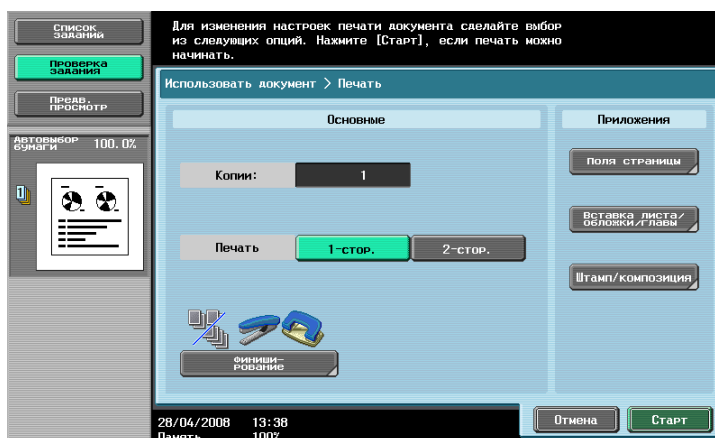 Список
заданий
Проверка
задания
Предв.
просмотр
Автовыбор
бумаги
100.0%
Для изменения настроек печати документа сделайте выбор
из следующих опций. Нажмите [Старт], если печать можно
начинать.
Использовать документ > Печать
Основные
Копии:
1
Печать
1-стор.
2-стор.
Финиши-
рование
Приложения
Поля страницы
Вставка листа/
обложки/главы
Штамп/композиция
28/04/2008 13:38
Память 100%
Отмена
Старт